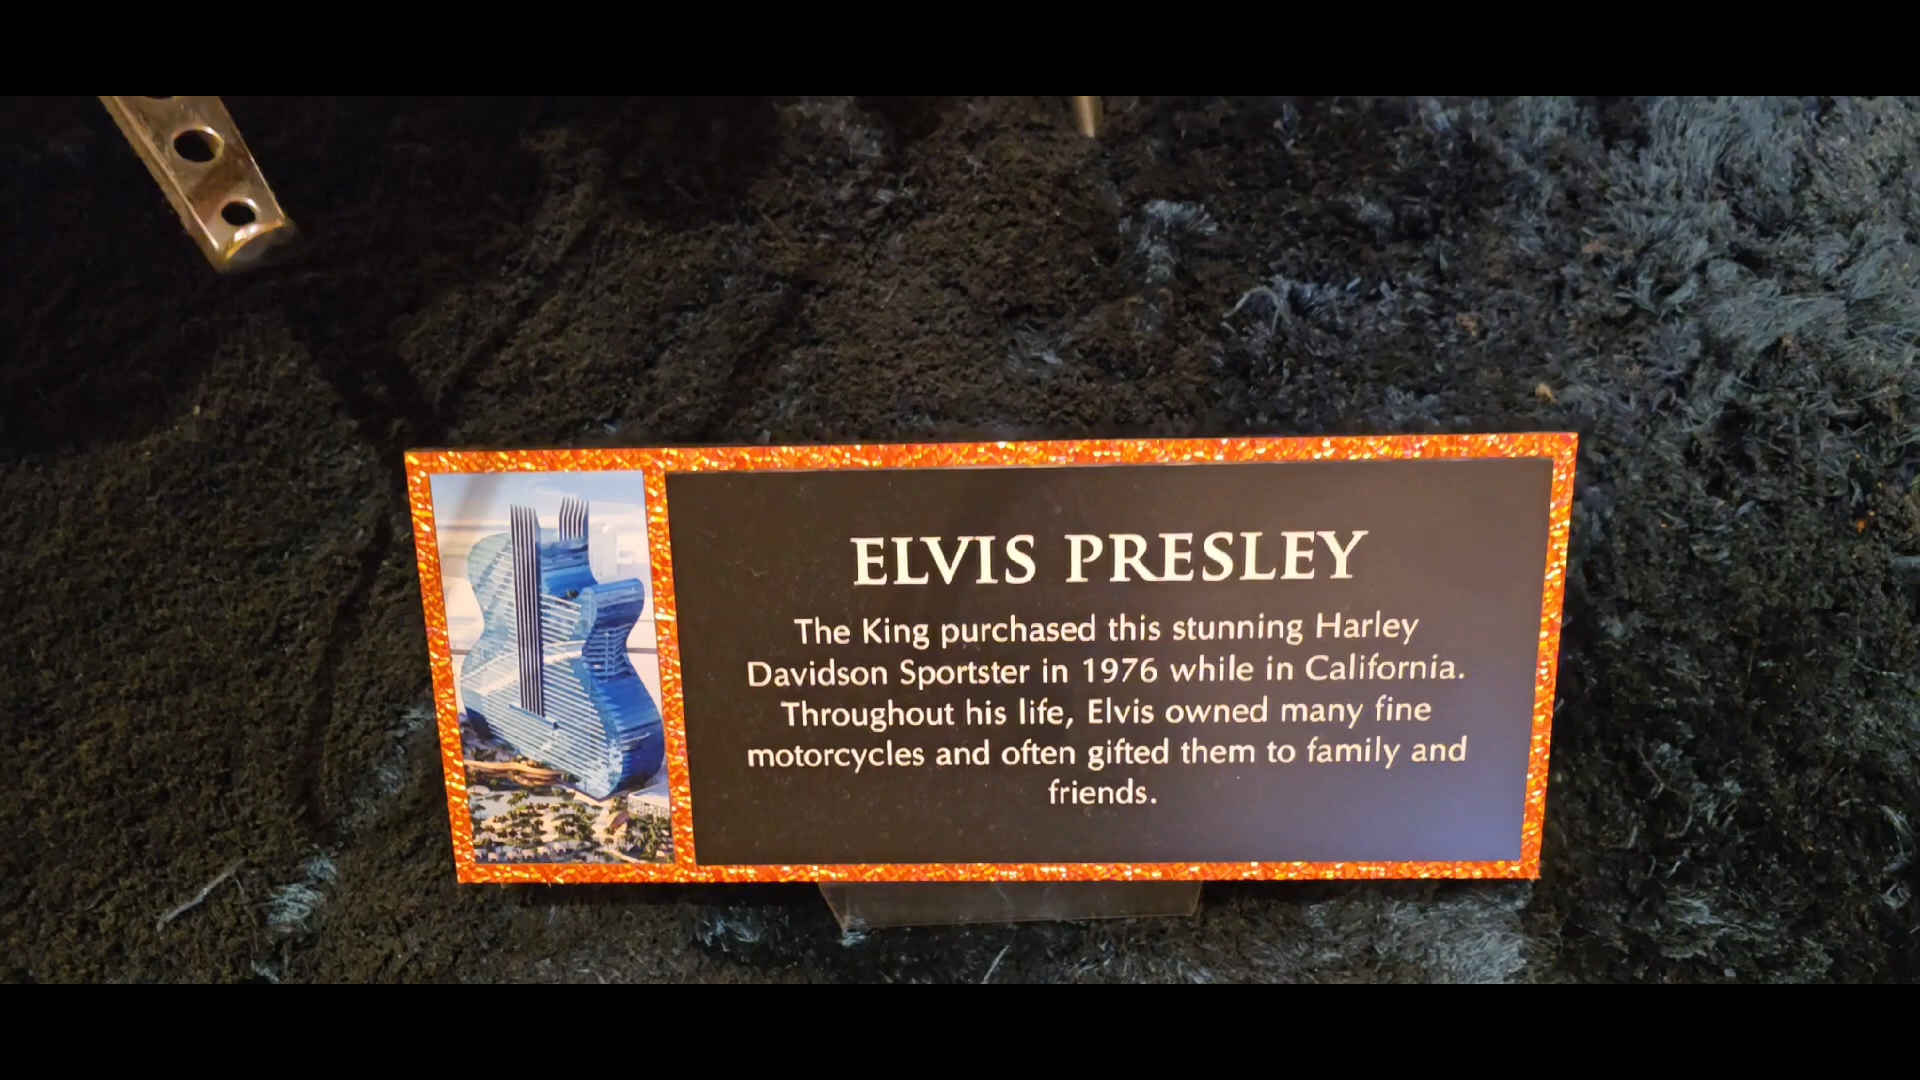 ELVIS PRESLEY
The King purchased this stunning Harley
Davidson Sportster in 1976 while in California.
Throughout his life, Elvis owned many fine
motorcycles and often gifted them to family and
friends.